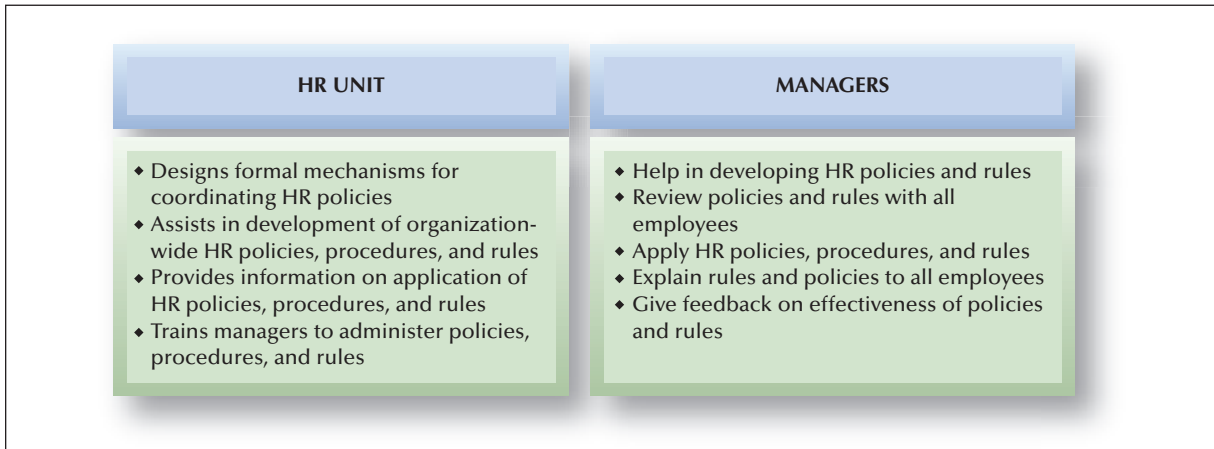 HR UNIT
◆ Designs formal mechanisms for
coordinating HR policies
◆ Assists in development of organization-
wide HR policies, procedures, and rules
◆ Provides information on application of
HR policies, procedures, and rules
◆ Trains managers to administer policies,
procedures, and rules
MANAGERS
◆ Help in developing HR policies and rules
◆ Review policies and rules with all
employees
◆ Apply HR policies, procedures, and rules
◆ Explain rules and policies to all employees
◆ Give feedback on effectiveness of policies
and rules